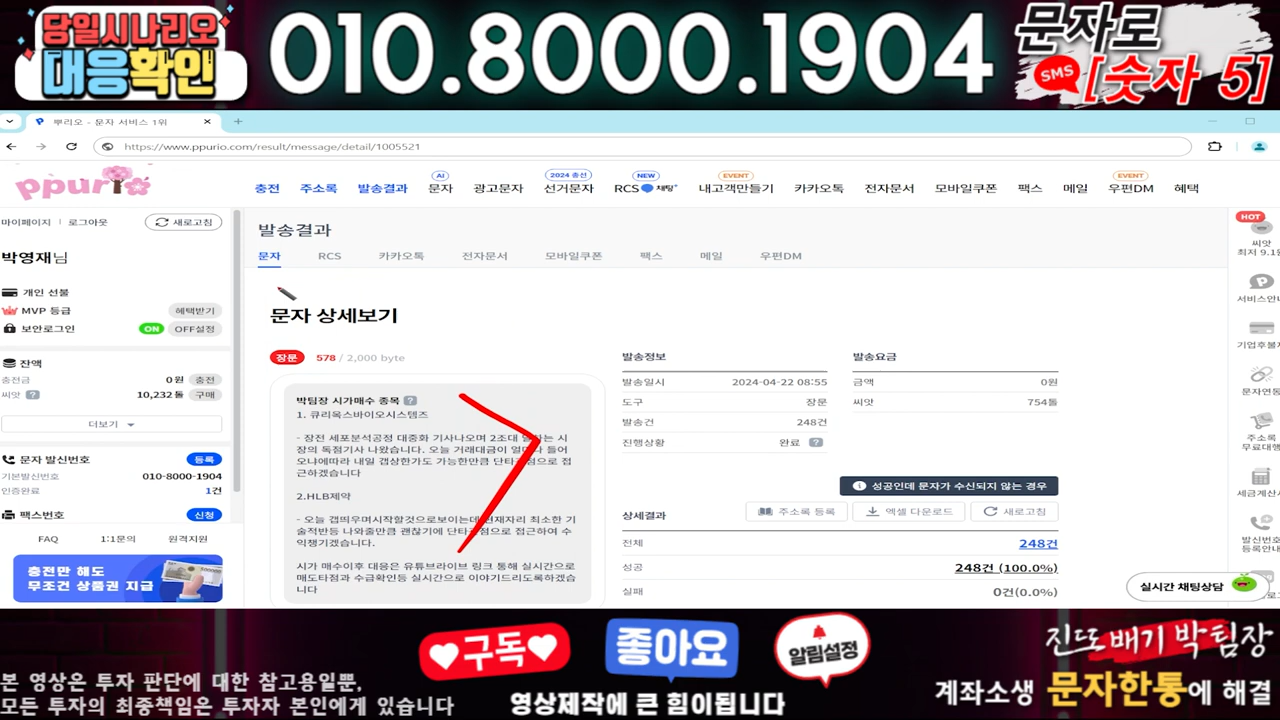 당일시나리오
대응확인
010.8000.1904
문자로
SMS
[숫자 5]
뿌리오 - 문자 서비스 1위
https://www.ppurio.com/result/message/detail/1005521
ppurio
충전
주소록
발송결과
AI
문자
광고문자
2024 총선
선거문자
NEW
RCS 채팅+
EVENT
내고객만들기
카카오톡
전자문서
모바일쿠폰
팩스
메일
EVENT
우편DM
혜택
마이페이지 | 로그아웃
새로고침
박영재님
개인 선불
MVP 등급
혜택받기
보안로그인
ON
OFF설정
잔액
충전금 0원 충전
씨앗 ? 10,232 톨 구매
더보기
문자 발신번호 등록
기본발신번호 010-8000-1904
인증완료 1건
팩스번호 신청
FAQ 1:1문의 원격지원
충전만 해도
무조건 상품권 지급
발송결과
문자 RCS 카카오톡 전자문서 모바일쿠폰 팩스 메일 우편DM
문자 상세보기
장문 578 / 2,000 byte
박팀장 시가매수 종목 ?
1. 큐리옥스바이오시스템즈
- 장전 세포분석공정 대중화 기사나오며 2조대 하는 시
장의 독점기사 나왔습니다. 오늘 거래대금이 얼마나 들어
오냐에따라 내일 갭상한가도 가능한만큼 단타관점으로 접
근하겠습니다
2.HLB제약
- 오늘 갭띄우며시작할것으로보이는데 전재자리 최소한 기
술적반등 나와줄만큼 괜찮기에 단타관점으로 접근하여 수
익챙기겠습니다.
시가 매수이후 대응은 유튜브라이브 링크 통해 실시간으로
매도타점과 수급확인등 실시간으로 이야기드리도록하겠습
니다
발송정보
발송일시 2024-04-22 08:55
도구 장문
발송건 248건
진행상황 완료 ?
발송요금
금액 0원
씨앗 754톨
성공인데 문자가 수신되지 않는 경우
상세결과
주소록 등록
엑셀 다운로드
새로고침
전체 248건
성공 248건 (100.0%)
실패 0건(0.0%)
HOT
씨앗
최저 9.1원
서비스안내
기업후불
문자연동
주소록
무료대행
세금계산서
발신번호
등록안내
실시간 채팅상담
구독
좋아요
알림설정
영상제작에 큰 힘이됩니다
본 영상은 투자 판단에 대한 참고용일뿐,
모든 투자의 최종책임은 투자자 본인에게 있습니다
진또배기 박팀장
계좌소생 문자한통에 해결